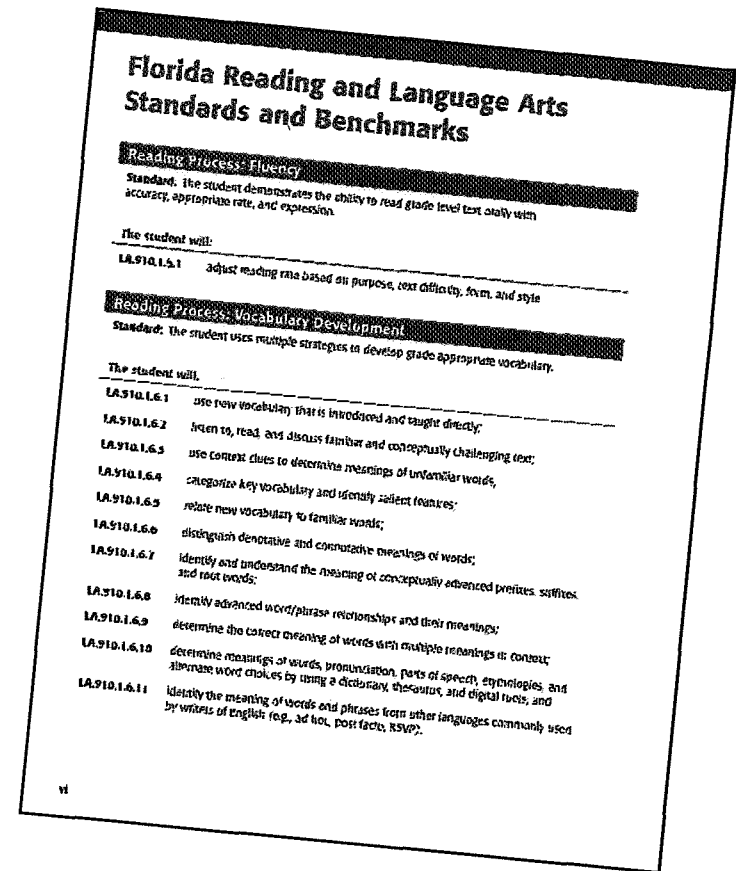 Florida Reading and Language Arts
Standards and Benchmarks
Reading Process: Fluency
Standard: The student demonstrates the ability to read grade level text orally with
accuracy, appropriate rate, and expression.
The student will:
LA.910.1.5.1 adjust reading rate based on purpose, text difficulty, form, and style
Reading Process: Vocabulary Development
Standard: The student uses multiple strategies to develop grade appropriate vocabulary.
The student will:
LA.910.1.6.1 use new vocabulary that is introduced and taught directly;
LA.910.1.6.2 listen to, read, and discuss familiar and conceptually challenging text;
LA.910.1.6.3 use context clues to determine meanings of unfamiliar words;
LA.910.1.6.4 categorize key vocabulary and identify salient features;
LA.910.1.6.5 relate new vocabulary to familiar words;
LA.910.1.6.6 distinguish denotative and connotative meanings of words;
LA.910.1.6.7 identify and understand the meaning of conceptually advanced prefixes, suffixes,
and root words;
LA.910.1.6.8 identify advanced word/phrase relationships and their meanings;
LA.910.1.6.9 determine the correct meaning of words with multiple meanings in context;
LA.910.1.6.10 determine meanings of words, pronunciation, parts of speech, etymologies, and
alternate word choices by using a dictionary, thesaurus, and digital tools; and
LA.910.1.6.11 identify the meaning of words and phrases from other languages commonly used
by writers of English (e.g., ad hoc, post facto, RSVP).
vi